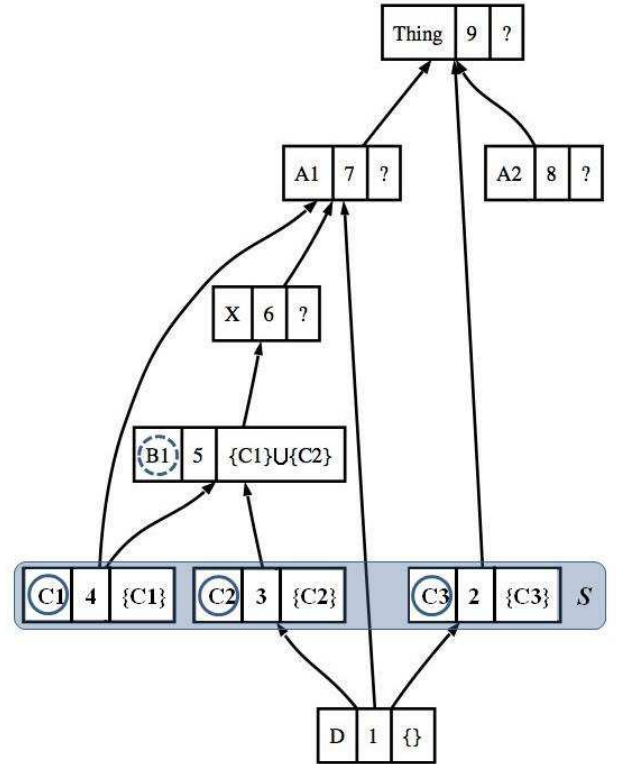 Thing 9 ?
A1 7 ?
A2 8 ?
X 6 ?
B1 5 {C1}∪{C2}
C1 4 {C1}
C2 3 {C2}
C3 2 {C3}
S
D 1 {}